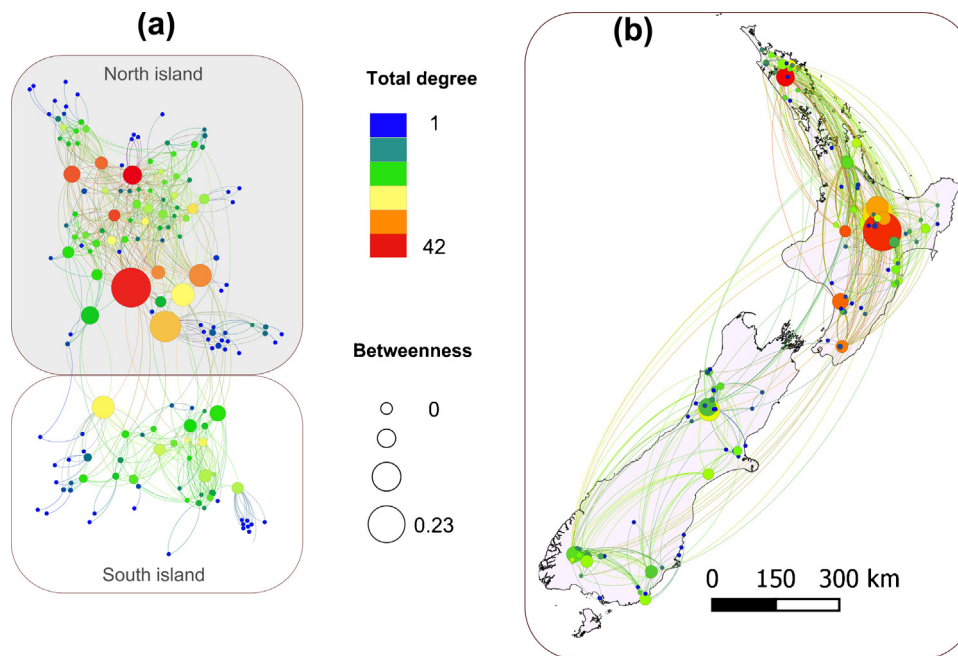 (a)
North island
South island
Total degree
1
42
Betweenness
0
0.23
(b)
0 150 300 km